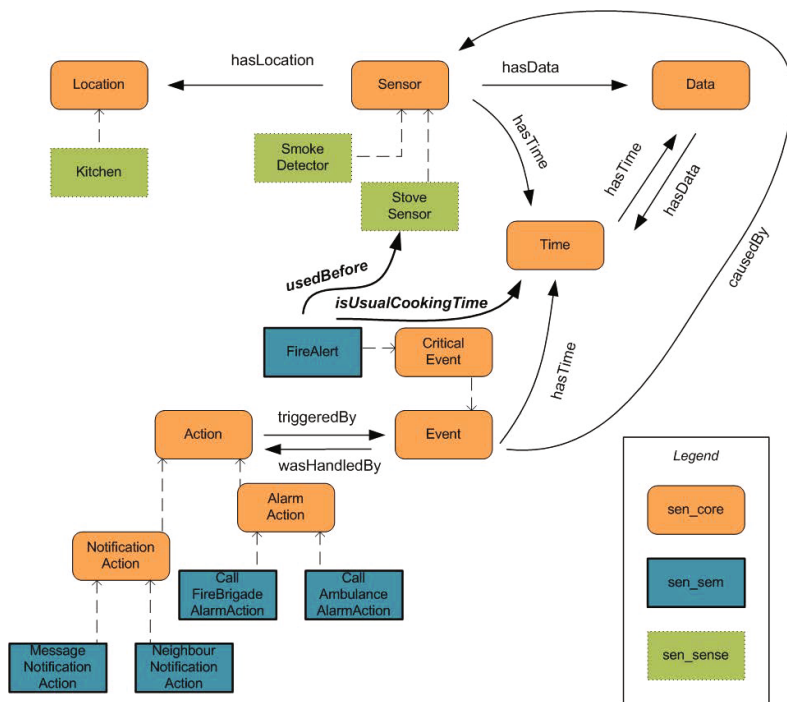 hasLocation
Location
Sensor
hasData
Data
Kitchen
Smoke
Detector
Stove
Sensor
hasTime
hasTime
hasData
Time
causedBy
usedBefore
isUsualCookingTime
FireAlert
Critical
Event
hasTime
Action
triggeredBy
wasHandledBy
Event
Alarm
Action
Notification
Action
Call
FireBrigade
AlarmAction
Call
Ambulance
AlarmAction
Message
Notification
Action
Neighbour
Notification
Action
Legend
sen_core
sen_sem
sen_sense